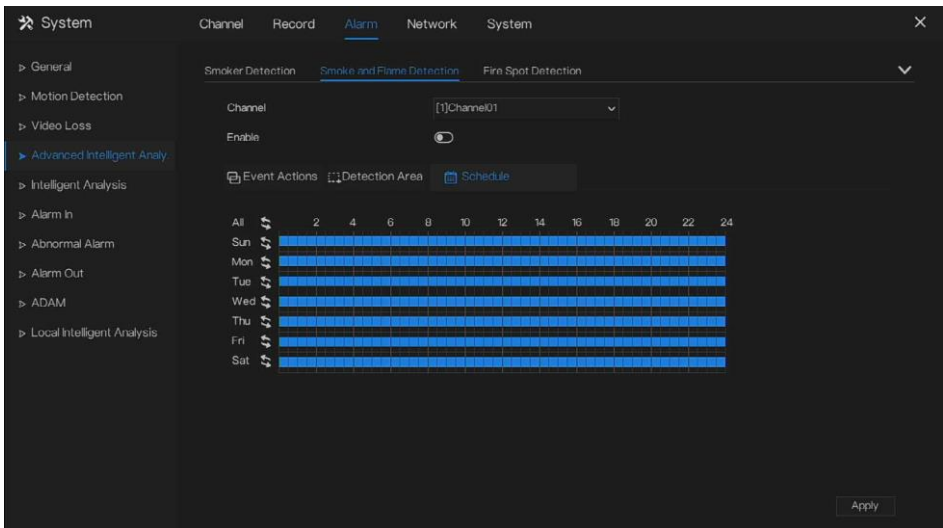 System Channel Record Alarm Network System
General
Motion Detection
Video Loss
Advanced Intelligent Analy.
Intelligent Analysis
Alarm In
Abnormal Alarm
Alarm Out
ADAM
Local Intelligent Analysis
Smoker Detection Smoke and Flame Detection Fire Spot Detection
Channel [1]Channel01
Enable
Event Actions Detection Area Schedule
All 2 4 6 8 10 12 14 16 18 20 22 24
Sun
Mon
Tue
Wed
Thu
Fri
Sat
Apply